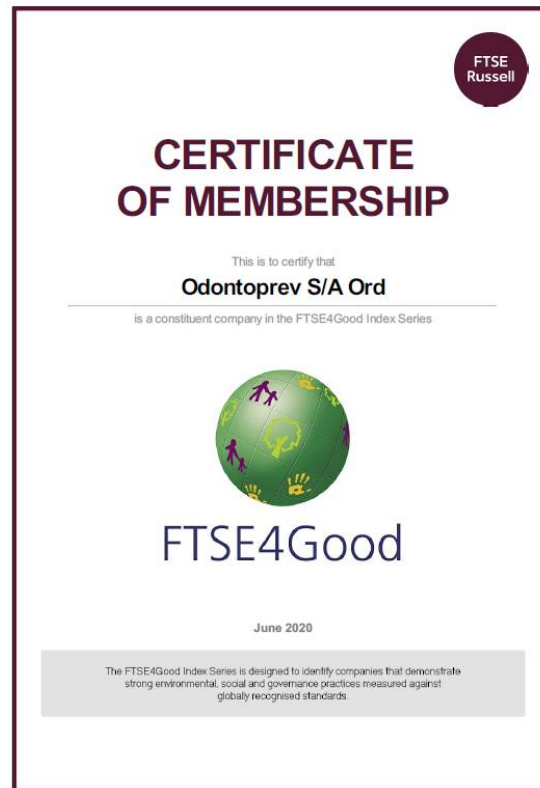 FTSE
Russell
CERTIFICATE
OF MEMBERSHIP
This is to certify that
Odontoprev S/A Ord
is a constituent company in the FTSE4Good Index Series
FTSE4Good
June 2020
The FTSE4Good Index Series is designed to identify companies that demonstrate
strong environmental, social and governance practices measured against
globally recognised standards.